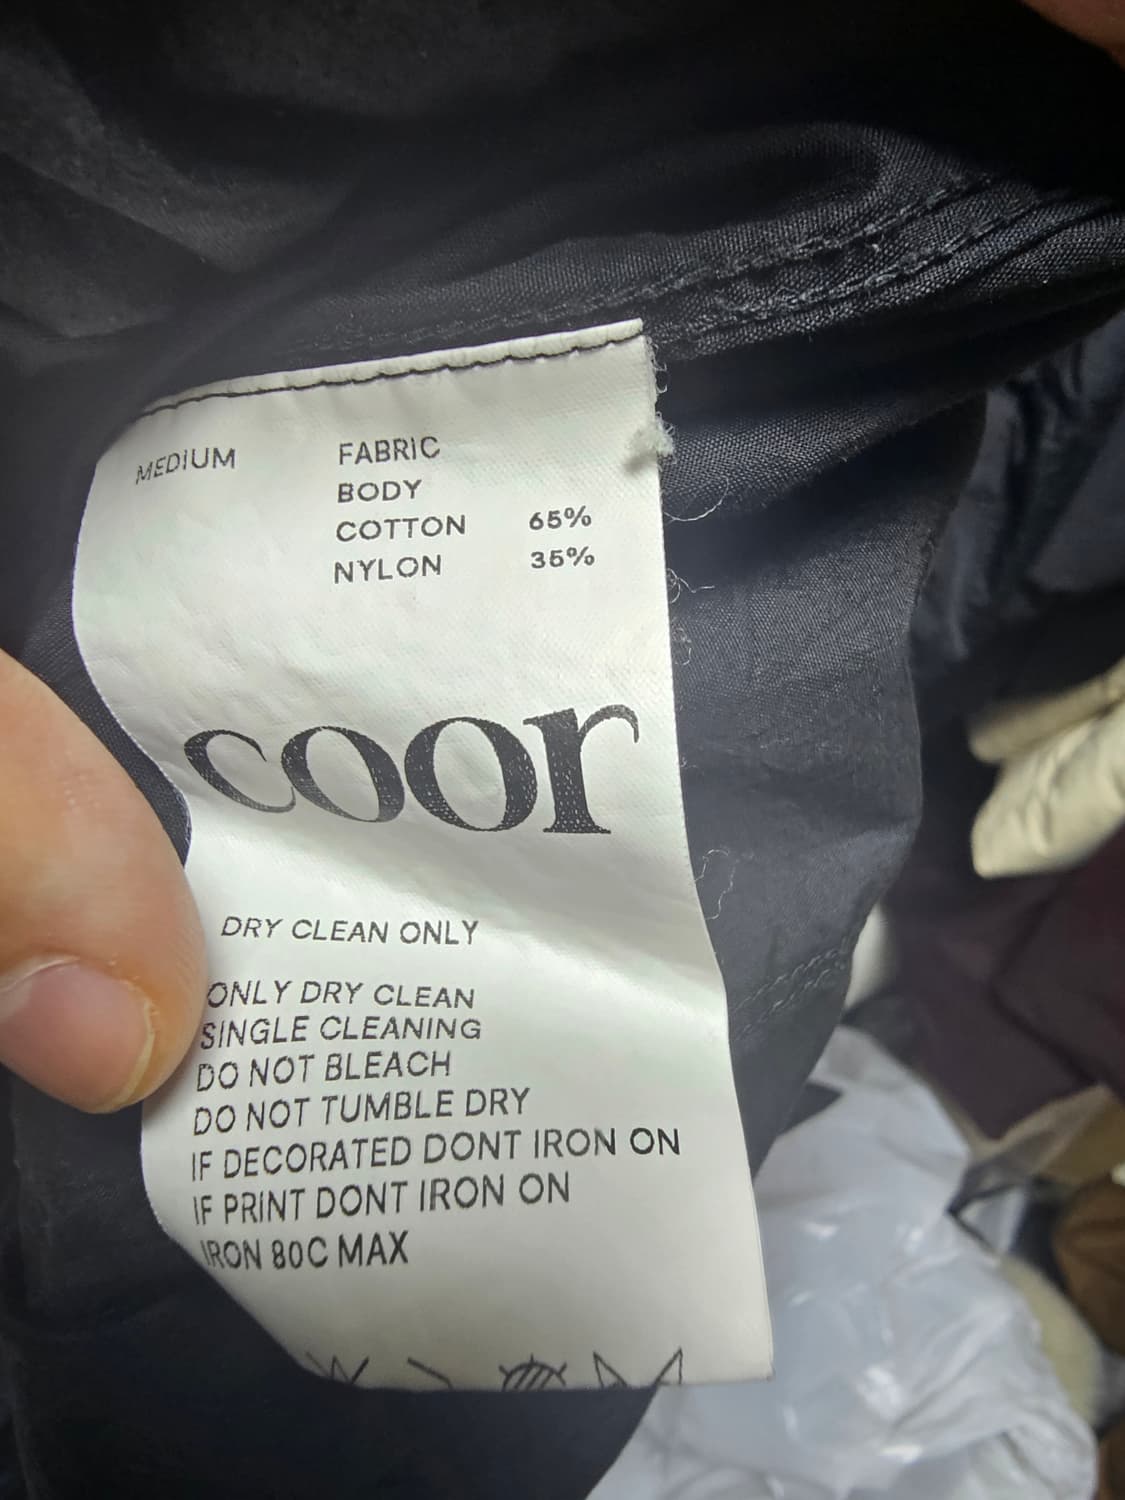 MEDIUM
FABRIC
BODY
COTTON 65%
NYLON 35%
coor
DRY CLEAN ONLY
ONLY DRY CLEAN
SINGLE CLEANING
DO NOT BLEACH
DO NOT TUMBLE DRY
IF DECORATED DONT IRON ON
IF PRINT DONT IRON ON
IRON 80C MAX